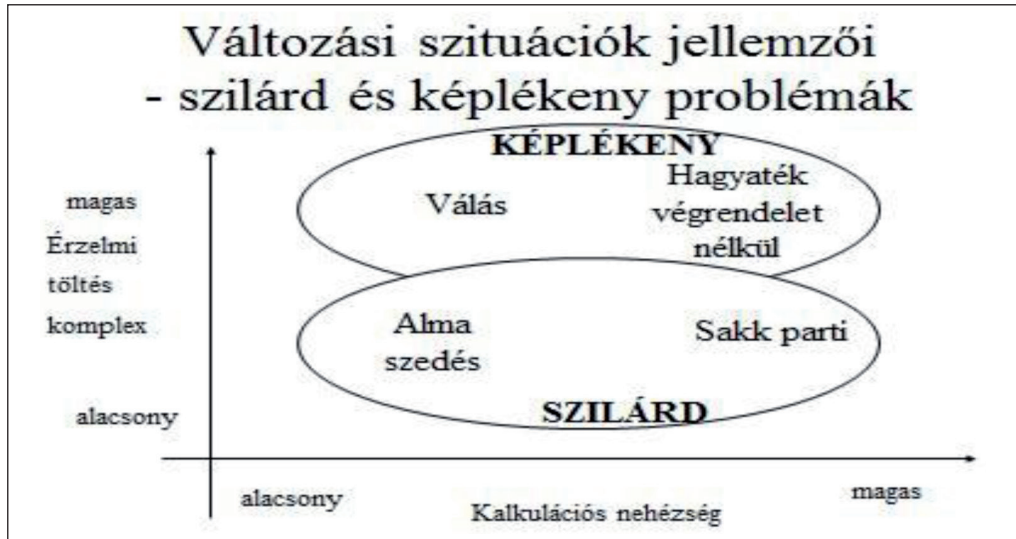 Változási szituációk jellemzői
- szilárd és képlékeny problémák
KÉPLÉKENY
Válás
Hagyaték
végrendelet
nélkül
magas
Érzelmi
töltés
komplex
alacsony
Alma
szedés
Sakk parti
SZILÁRD
alacsony
Kalkulációs nehézség
magas